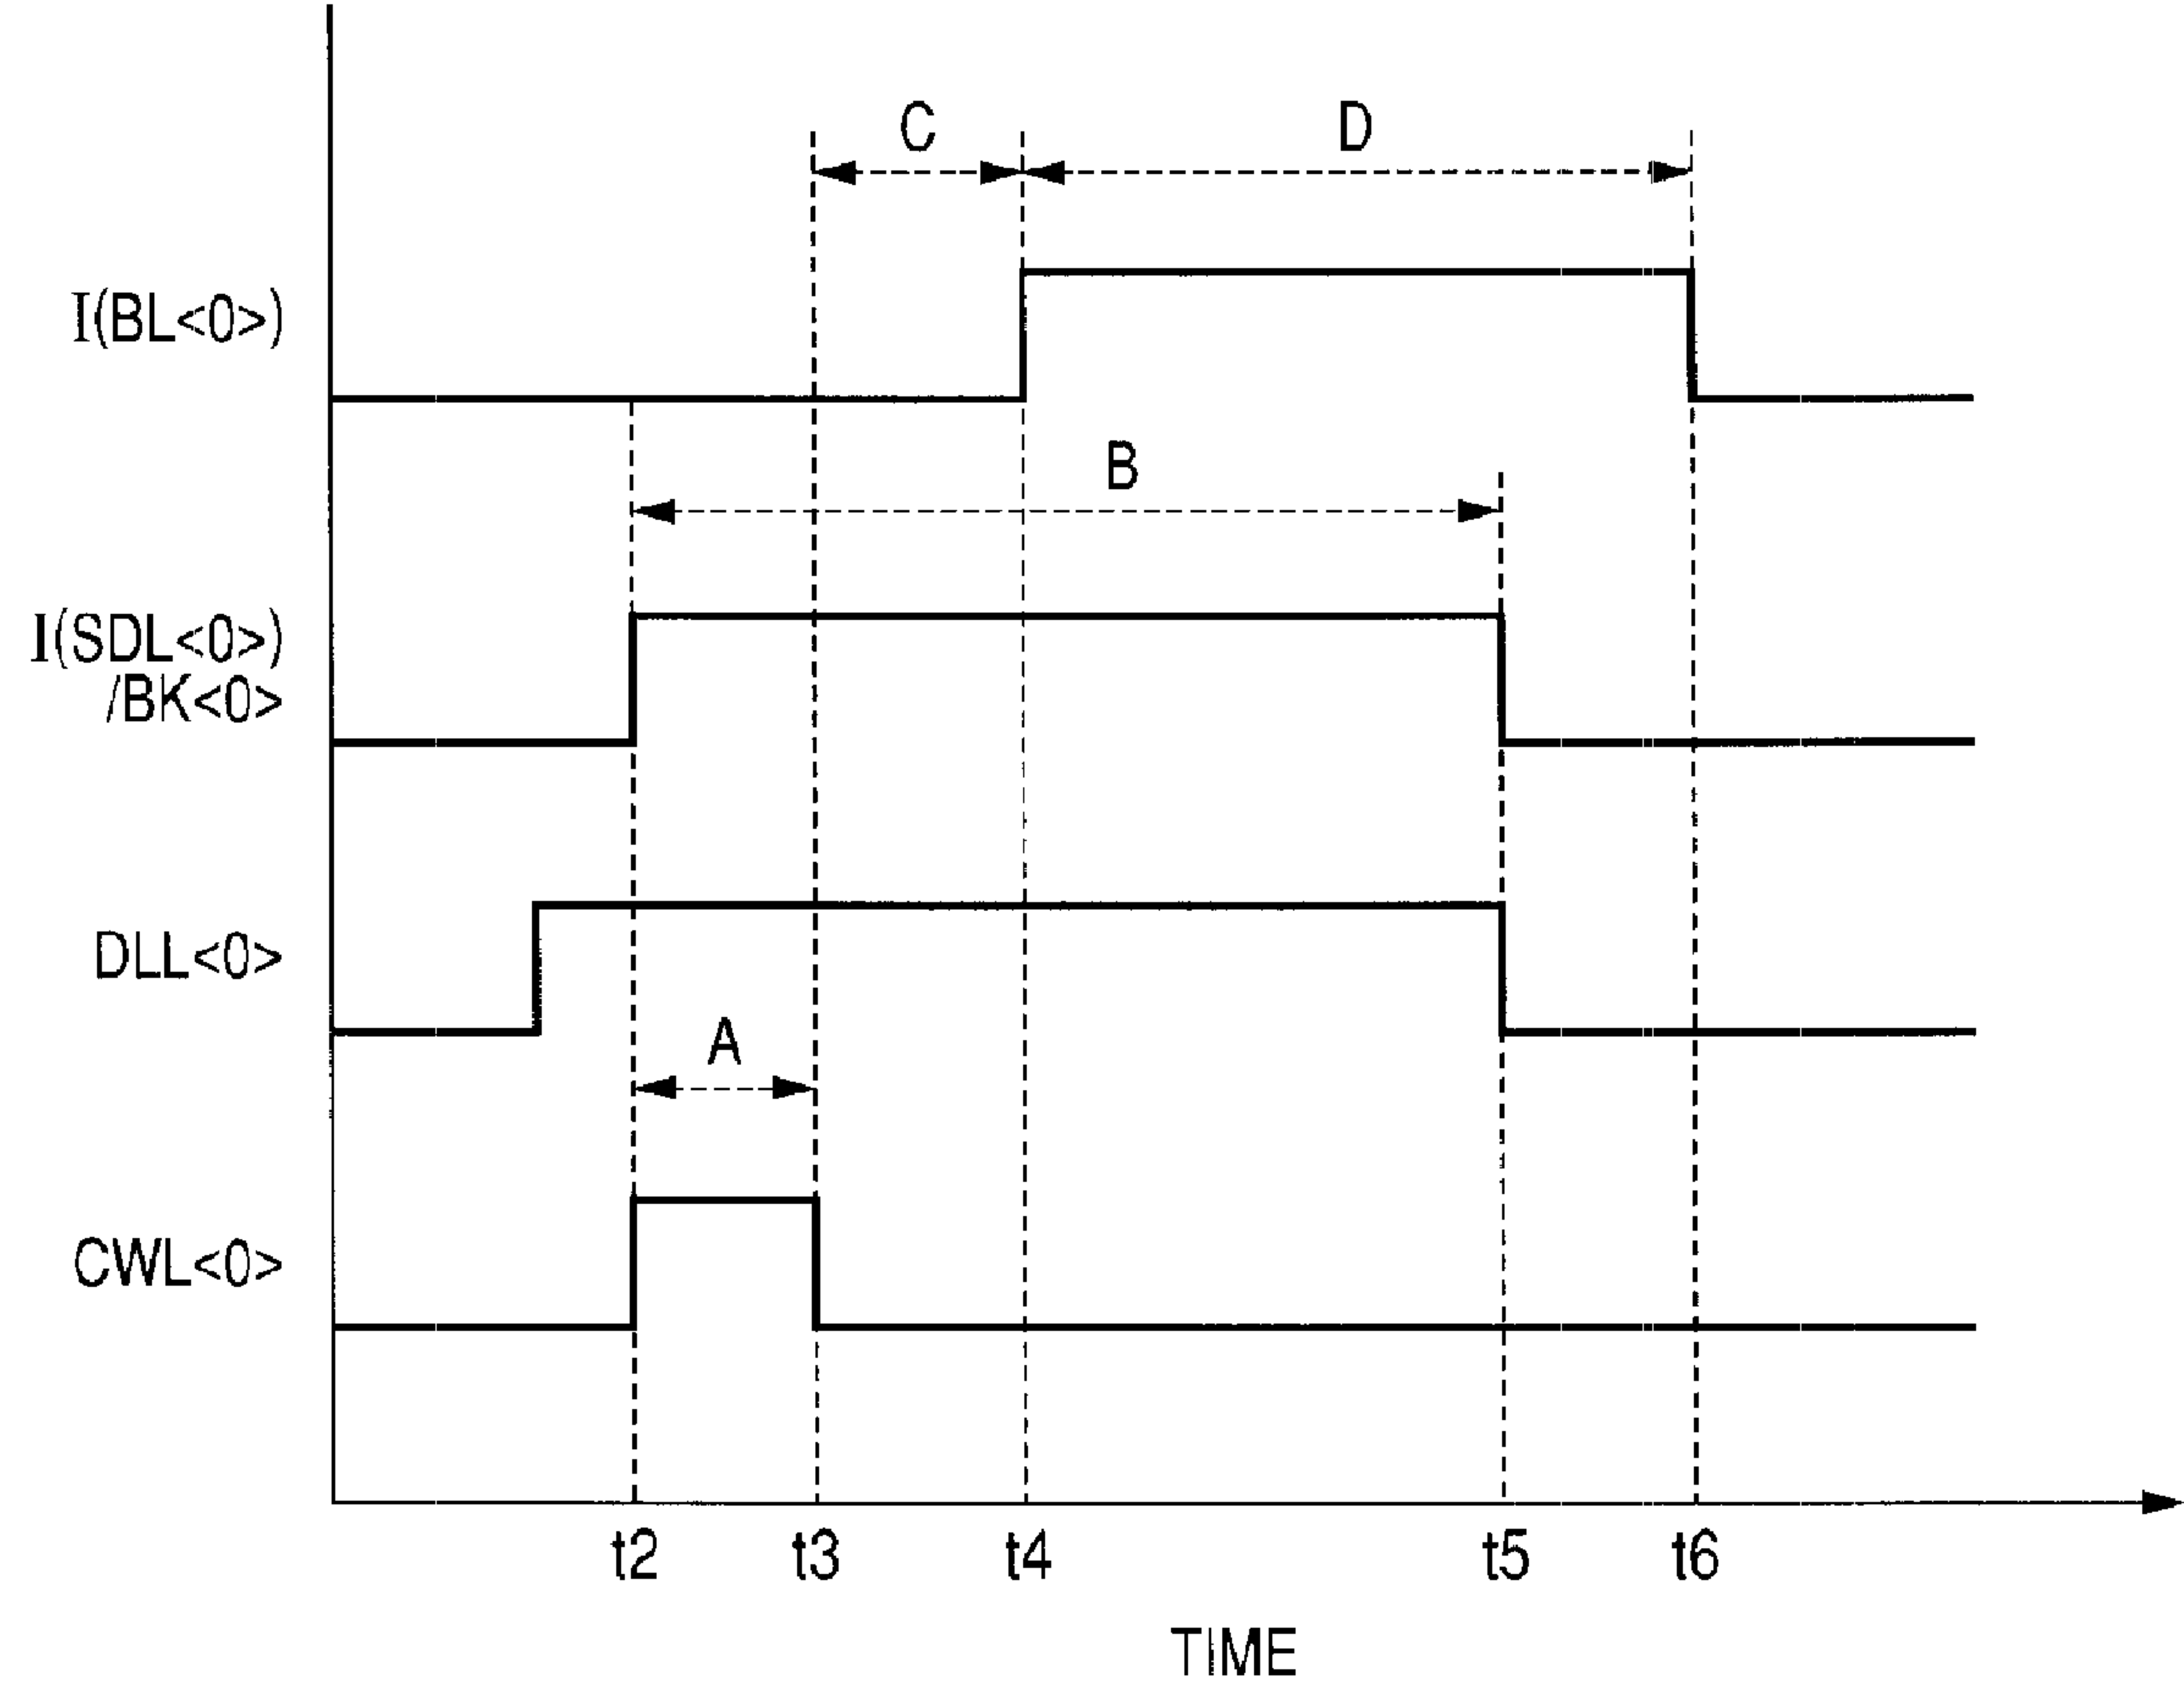 C D
I(BL<0>)
B
I(SDL<0>)
/BK<0>
DLL<0>
A
CWL<0>
t2 t3 t4 t5 t6
TIME